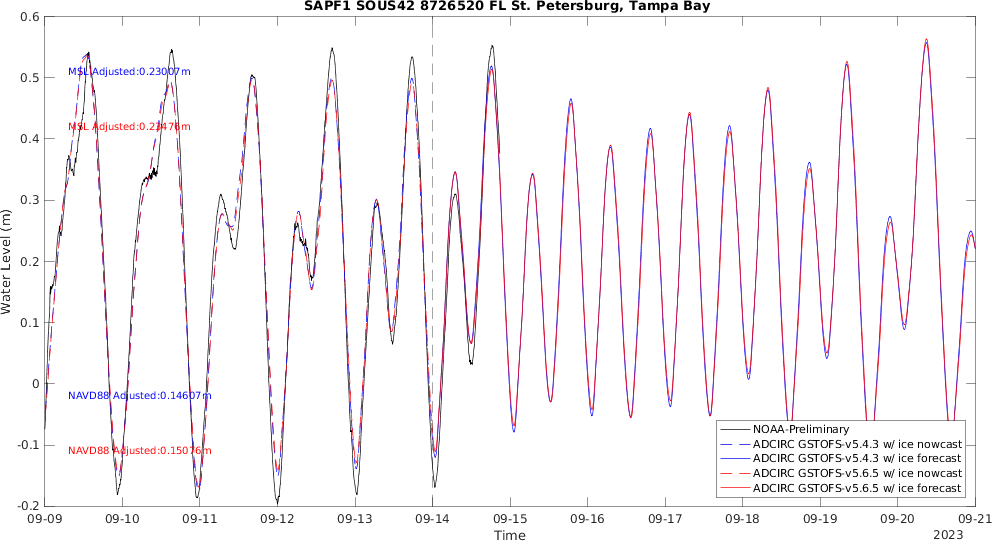 SAPF1 SOUS42 8726520 FL St. Petersburg, Tampa Bay
0.6
0.5
0.4
0.3
0.2
0.1
0
-0.1
-0.2
Water Level (m)
MSL Adjusted:0.23007m
MSL Adjusted:0.23476m
NAVD88 Adjusted:0.14607m
NAVD88 Adjusted:0.15076m
NOAA-Preliminary
ADCIRC GSTOFS-v5.4.3 w/ ice nowcast
ADCIRC GSTOFS-v5.4.3 w/ ice forecast
ADCIRC GSTOFS-v5.6.5 w/ ice nowcast
ADCIRC GSTOFS-v5.6.5 w/ ice forecast
09-09 09-10 09-11 09-12 09-13 09-14 09-15 09-16 09-17 09-18 09-19 09-20 09-21
Time
2023